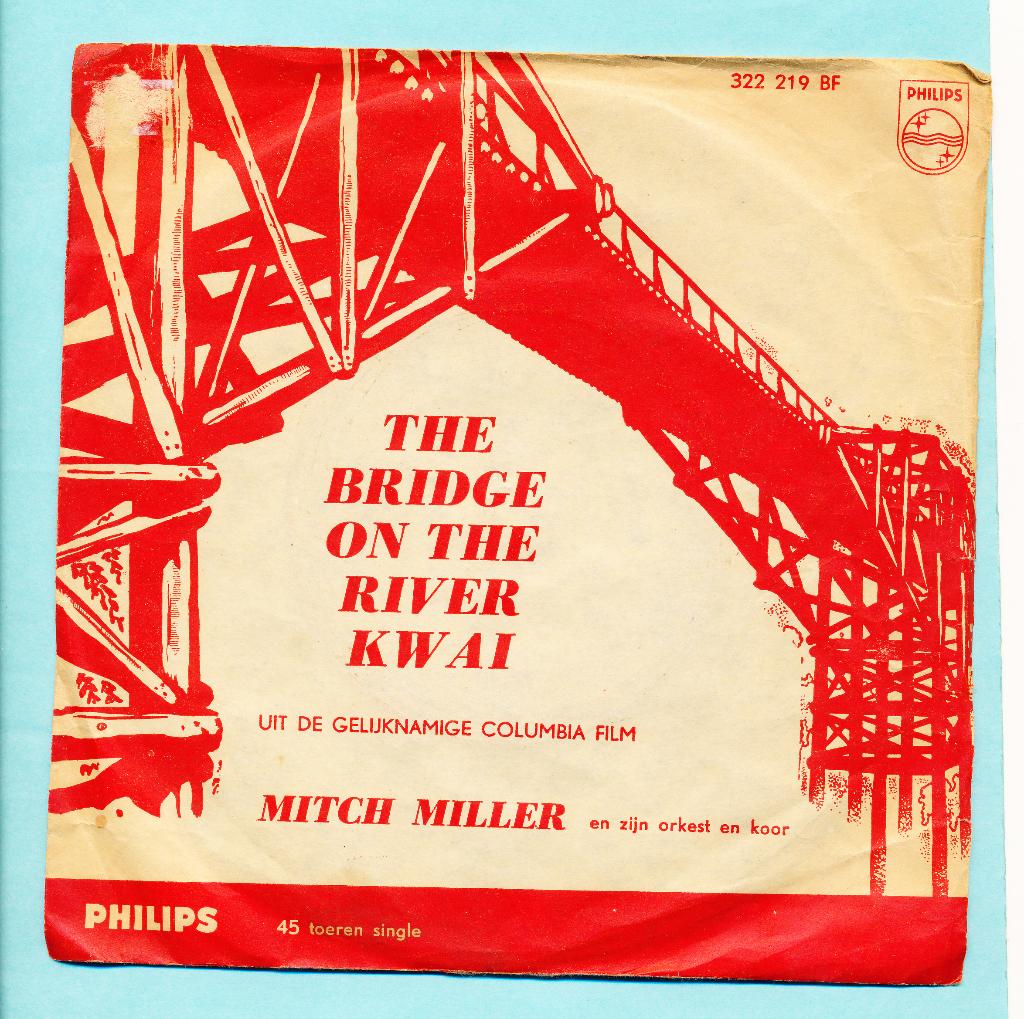 322 219 BF
PHILIPS
THE
BRIDGE
ON THE
RIVER
KWAI
UIT DE GELIJKNAMIGE COLUMBIA FILM
MITCH MILLER en zijn orkest en koor
PHILIPS 45 toeren single